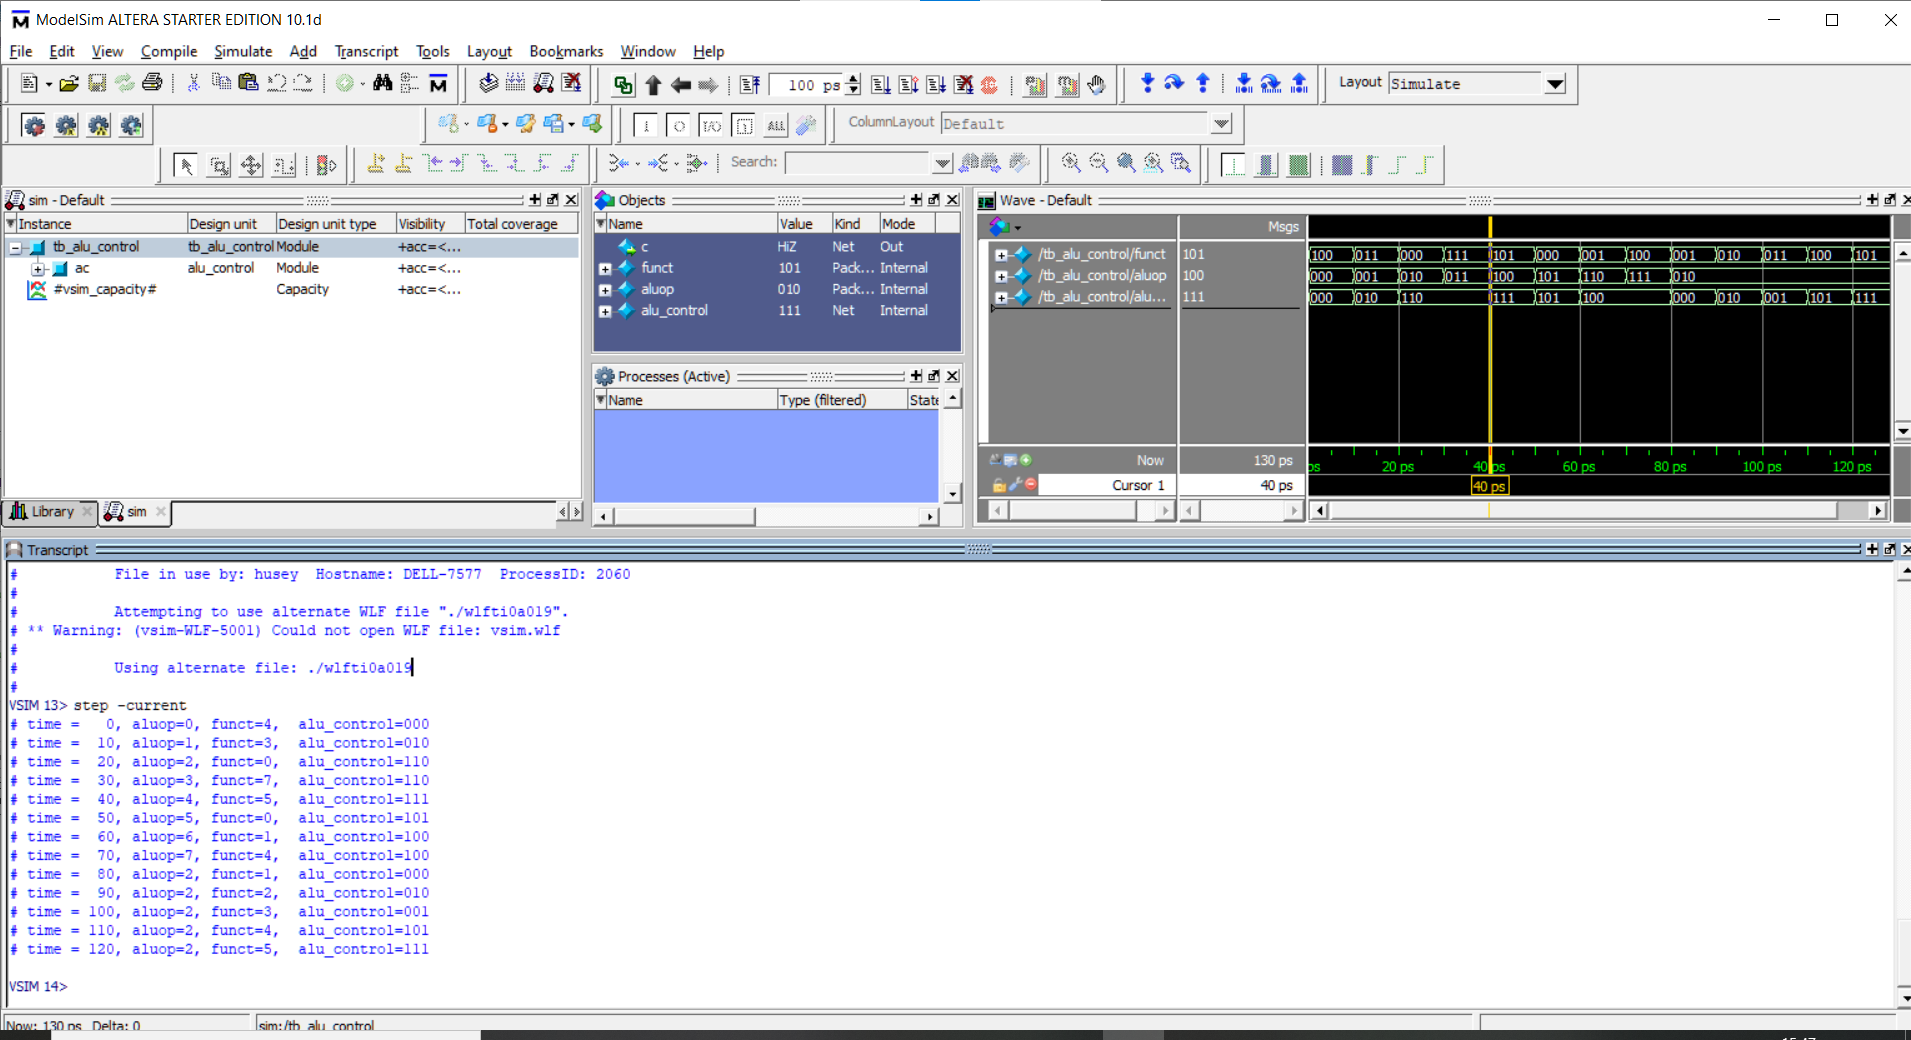 ModelSim ALTERA STARTER EDITION 10.1d
File Edit View Compile Simulate Add Transcript Tools Layout Bookmarks Window Help
100 ps
Layout Simulate
ColumnLayout Default
Search:
sim - Default
Instance Design unit Design unit type Visibility Total coverage
tb_alu_control tb_alu_control Module +acc=<...
ac alu_control Module +acc=<...
#vsim_capacity# Capacity +acc=<...
Library sim
Objects
Name Value Kind Mode
c HiZ Net Out
funct 101 Pack... Internal
aluop 010 Pack... Internal
alu_control 111 Net Internal
Processes (Active)
Name Type (filtered) State
Wave - Default
Msgs
/tb_alu_control/funct 101 100 011 000 111 101 000 001 100 001 010 011 100 101
/tb_alu_control/aluop 100 000 001 010 011 100 101 110 111 010
/tb_alu_control/alu... 111 000 010 110 111 101 100 000 010 001 101 111
Now 130 ps ps 20 ps 40 ps 60 ps 80 ps 100 ps 120 ps
Cursor 1 40 ps 40 ps
Transcript
# File in use by: husey Hostname: DELL-7577 ProcessID: 2060
#
# Attempting to use alternate WLF file "./wlfti0a019".
# ** Warning: (vsim-WLF-5001) Could not open WLF file: vsim.wlf
#
# Using alternate file: ./wlfti0a019
#
VSIM 13> step -current
# time = 0, aluop=0, funct=4, alu_control=000
# time = 10, aluop=1, funct=3, alu_control=010
# time = 20, aluop=2, funct=0, alu_control=110
# time = 30, aluop=3, funct=7, alu_control=110
# time = 40, aluop=4, funct=5, alu_control=111
# time = 50, aluop=5, funct=0, alu_control=101
# time = 60, aluop=6, funct=1, alu_control=100
# time = 70, aluop=7, funct=4, alu_control=100
# time = 80, aluop=2, funct=1, alu_control=000
# time = 90, aluop=2, funct=2, alu_control=010
# time = 100, aluop=2, funct=3, alu_control=001
# time = 110, aluop=2, funct=4, alu_control=101
# time = 120, aluop=2, funct=5, alu_control=111
VSIM 14>
Now: 130 ps Delta: 0 sim:/tb_alu_control